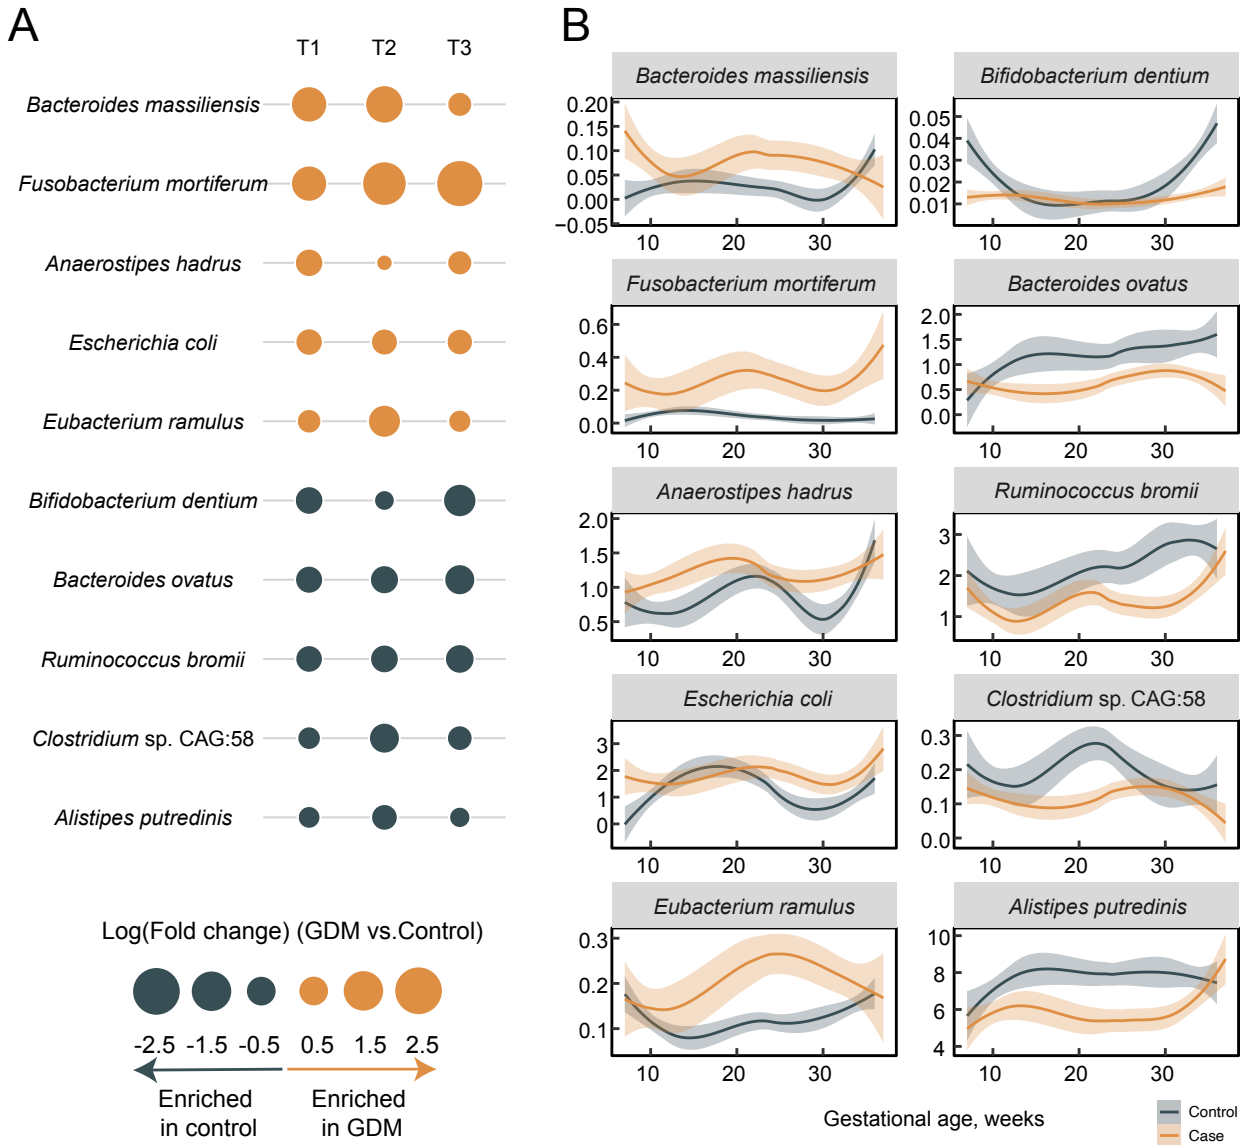 A
T1 T2 T3
Bacteroides massiliensis
Fusobacterium mortiferum
Anaerostipes hadrus
Escherichia coli
Eubacterium ramulus
Bifidobacterium dentium
Bacteroides ovatus
Ruminococcus bromii
Clostridium sp. CAG:58
Alistipes putredinis
Log(Fold change) (GDM vs.Control)
-2.5 -1.5 -0.5 0.5 1.5 2.5
Enriched in control
Enriched in GDM
B
Bacteroides massiliensis
0.20
0.15
0.10
0.05
0.00
−0.05
10 20 30
Bifidobacterium dentium
0.05
0.04
0.03
0.02
0.01
10 20 30
Fusobacterium mortiferum
0.6
0.4
0.2
0.0
10 20 30
Bacteroides ovatus
2.0
1.5
1.0
0.5
0.0
10 20 30
Anaerostipes hadrus
2.0
1.5
1.0
0.5
10 20 30
Ruminococcus bromii
3
2
1
10 20 30
Escherichia coli
3
2
1
0
10 20 30
Clostridium sp. CAG:58
0.3
0.2
0.1
0.0
10 20 30
Eubacterium ramulus
0.3
0.2
0.1
10 20 30
Alistipes putredinis
10
8
6
4
10 20 30
Gestational age, weeks
Control
Case